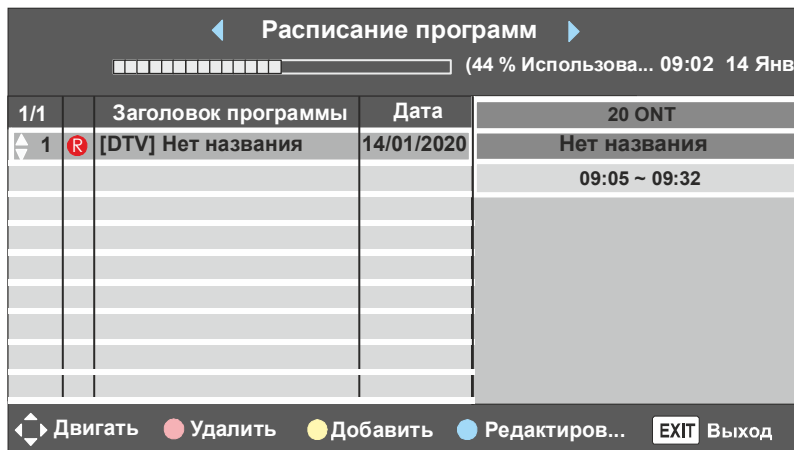 Расписание программ
(44 % Использова... 09:02 14 Янв
1/1 Заголовок программы Дата 20 ONT
1 R [DTV] Нет названия 14/01/2020 Нет названия
09:05 ~ 09:32
Двигать Удалить Добавить Редактиров... EXIT Выход